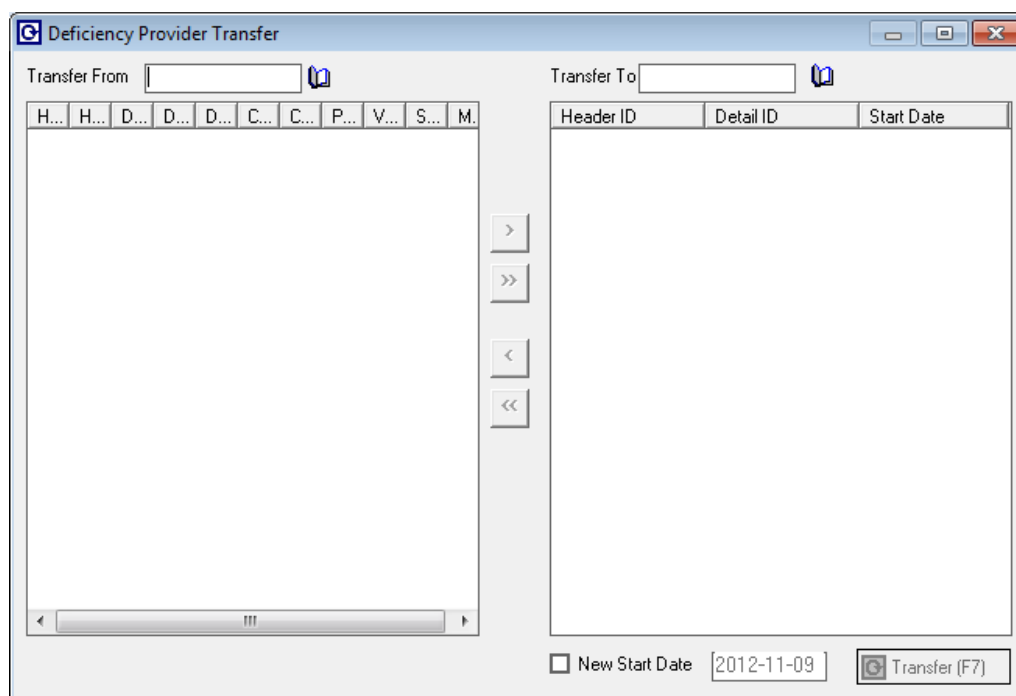 Deficiency Provider Transfer
Transfer From
Transfer To
H... H... D... D... D... C... C... P... V... S... M.
Header ID Detail ID Start Date
>
>>
<
<<
New Start Date 2012-11-09 Transfer (F7)